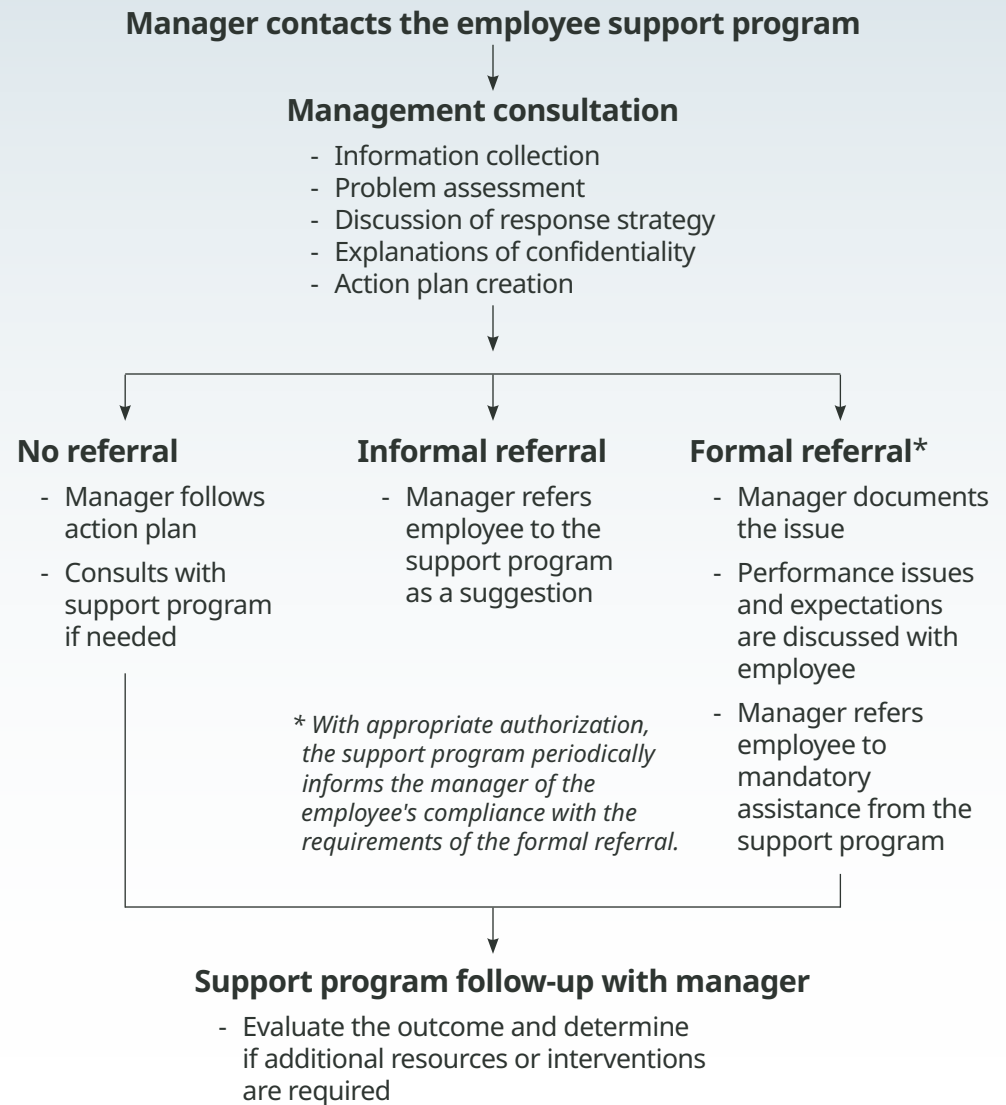 Manager contacts the employee support program
Management consultation
- Information collection
- Problem assessment
- Discussion of response strategy
- Explanations of confidentiality
- Action plan creation
No referral
- Manager follows
action plan
- Consults with
support program
if needed
Informal referral
- Manager refers
employee to the
support program
as a suggestion
Formal referral*
- Manager documents
the issue
- Performance issues
and expectations
are discussed with
employee
- Manager refers
employee to
mandatory
assistance from the
support program
* With appropriate authorization,
the support program periodically
informs the manager of the
employee's compliance with the
requirements of the formal referral.
Support program follow-up with manager
- Evaluate the outcome and determine
if additional resources or interventions
are required